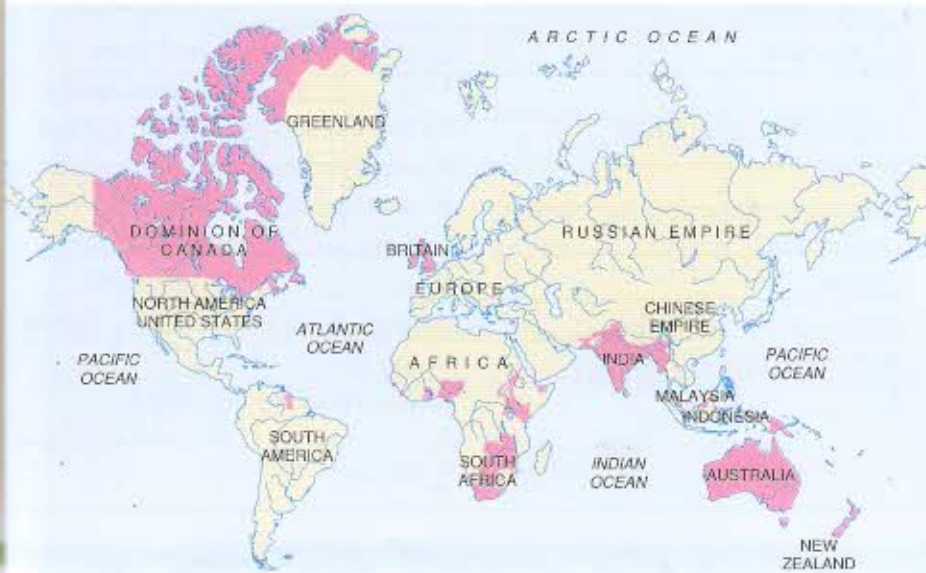 ARCTIC OCEAN
GREENLAND
DOMINION OF
CANADA
BRITAIN
RUSSIAN EMPIRE
EUROPE
NORTH AMERICA
UNITED STATES
CHINESE
EMPIRE
ATLANTIC
OCEAN
PACIFIC
OCEAN
AFRICA
INDIA
PACIFIC
OCEAN
MALAYSIA
INDONESIA
SOUTH
AMERICA
SOUTH
AFRICA
INDIAN
OCEAN
AUSTRALIA
NEW
ZEALAND